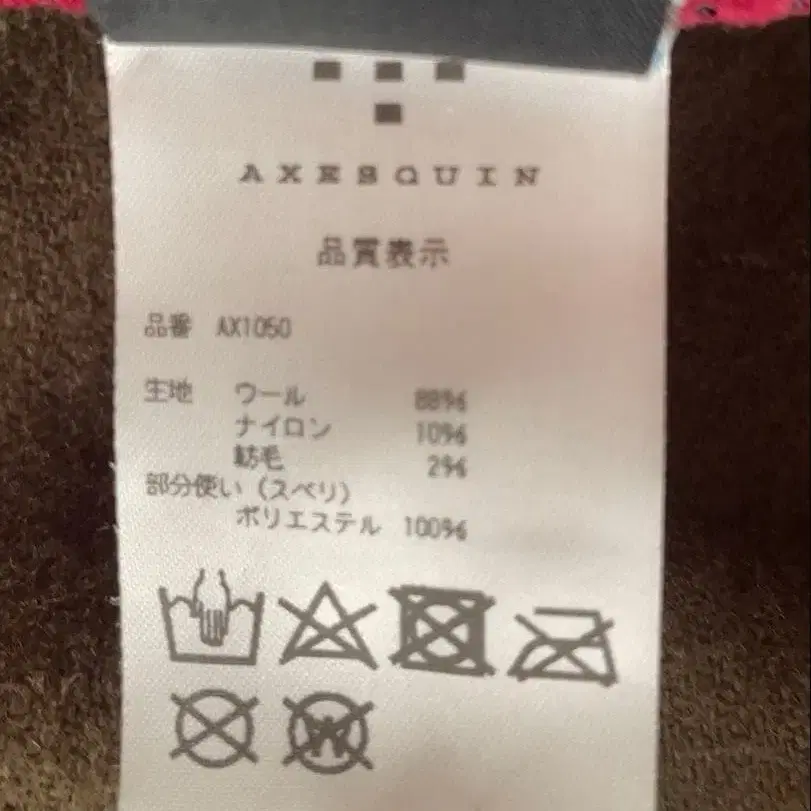 AXESQUIN
品質表示
品番 AX1050
生地 ウール 88%
ナイロン 10%
紡毛 2%
部分使い（スベリ）
ポリエステル 100%
W